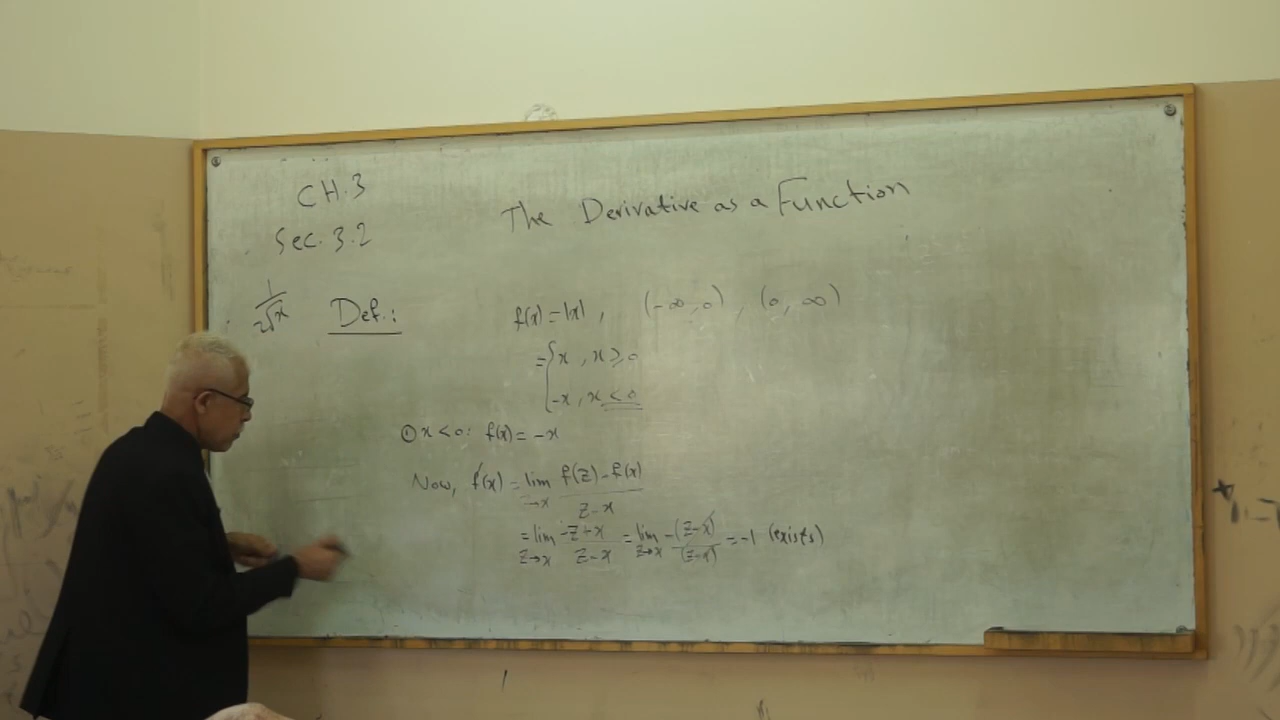 CH.3
The Derivative as a Function
Sec. 3.2
1/2√x
Def.:
f(x) = |x| , (-∞, 0) , (0, ∞)
= { x , x ≥ 0
-x , x < 0
① x < 0: f(x) = -x
Now, f'(x) = lim z→x (f(z) - f(x))/(z - x)
= lim z→x (-z+x)/(z-x) = lim z→x -(z-x)/(z-x) = -1 (exists)